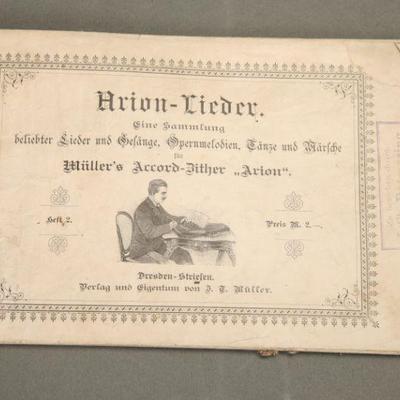 Arion-Lieder.
Eine Sammlung
beliebter Lieder und Gesänge, Opernmelodien, Tänze und Märsche
für
Müller's Accord-Zither „Arion".
Heft 2.
Preis M. 2.—
Dresden-Striesen.
Verlag und Eigentum von J. T. Müller.